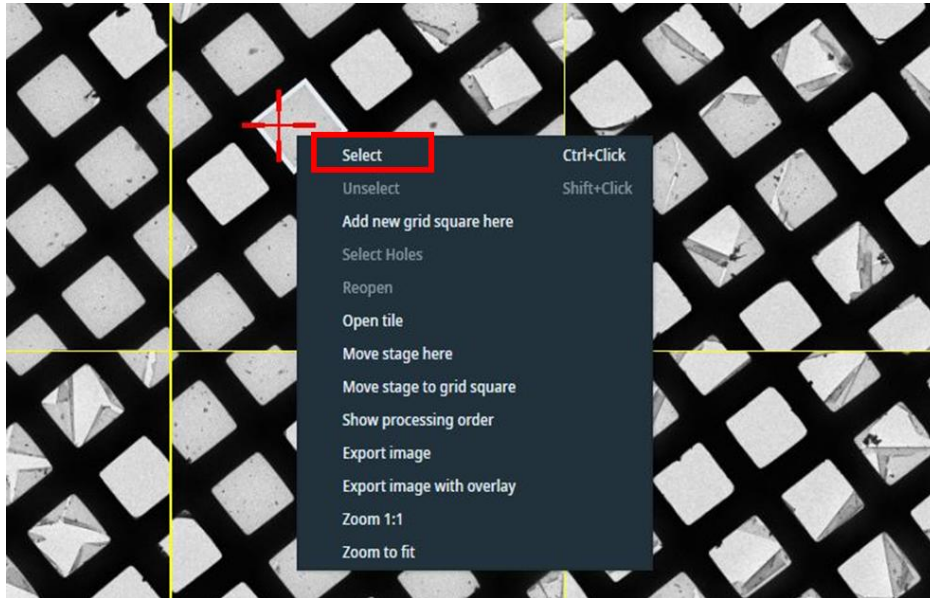 Select Ctrl+Click
Unselect Shift+Click
Add new grid square here
Select Holes
Reopen
Open tile
Move stage here
Move stage to grid square
Show processing order
Export image
Export image with overlay
Zoom 1:1
Zoom to fit